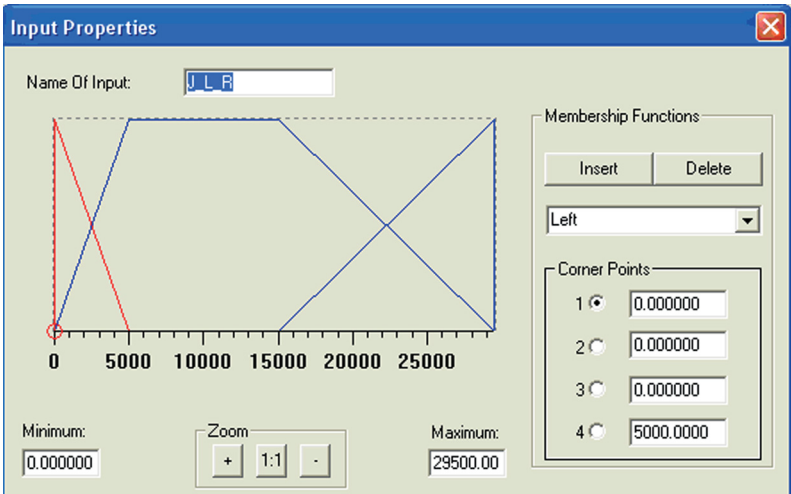 Input Properties
Name Of Input: J_L_R
Membership Functions
Insert Delete
Left
Corner Points
1 0.000000
2 0.000000
3 0.000000
4 5000.0000
0 5000 10000 15000 20000 25000
Minimum: Zoom Maximum:
0.000000 + 1:1 - 29500.00